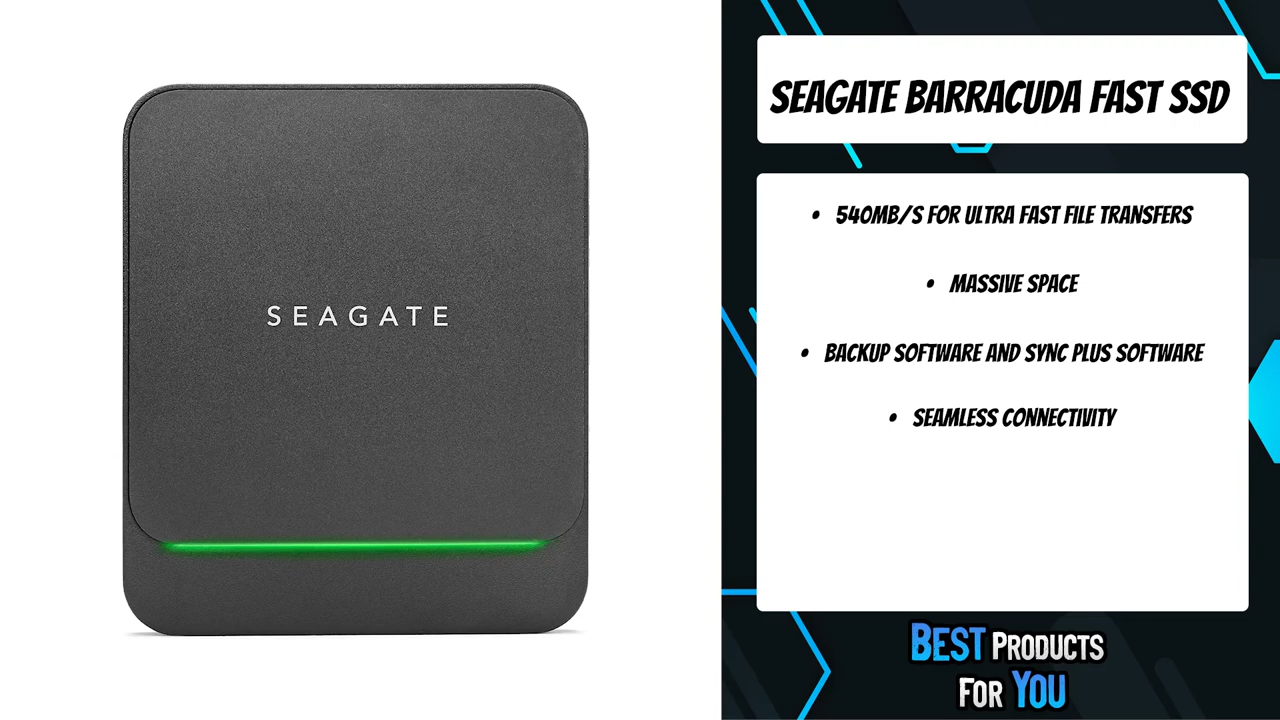 SEAGATE
SEAGATE BARRACUDA FAST SSD
• 540MB/S FOR ULTRA FAST FILE TRANSFERS
• MASSIVE SPACE
• BACKUP SOFTWARE AND SYNC PLUS SOFTWARE
• SEAMLESS CONNECTIVITY
BEST PRODUCTS
FOR YOU